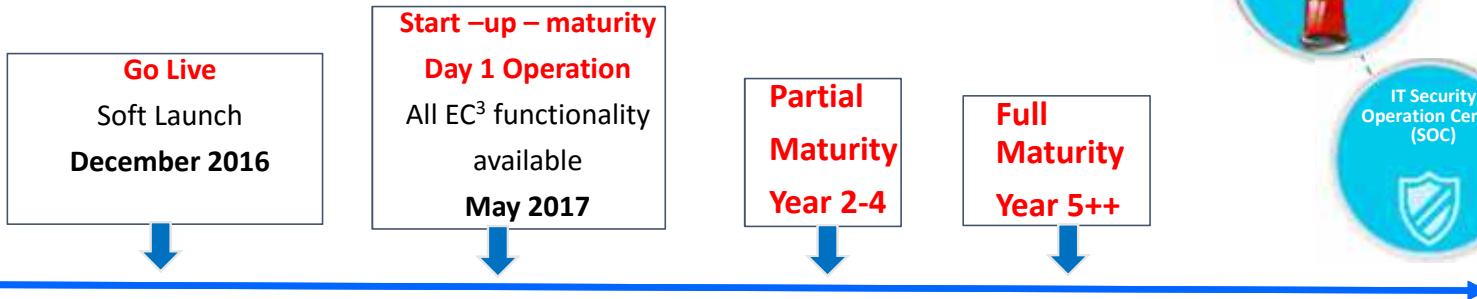 Go Live
Soft Launch
December 2016
Start –up – maturity
Day 1 Operation
All EC³ functionality
available
May 2017
Partial
Maturity
Year 2-4
Full
Maturity
Year 5++
IT Security
Operation
(SOC)